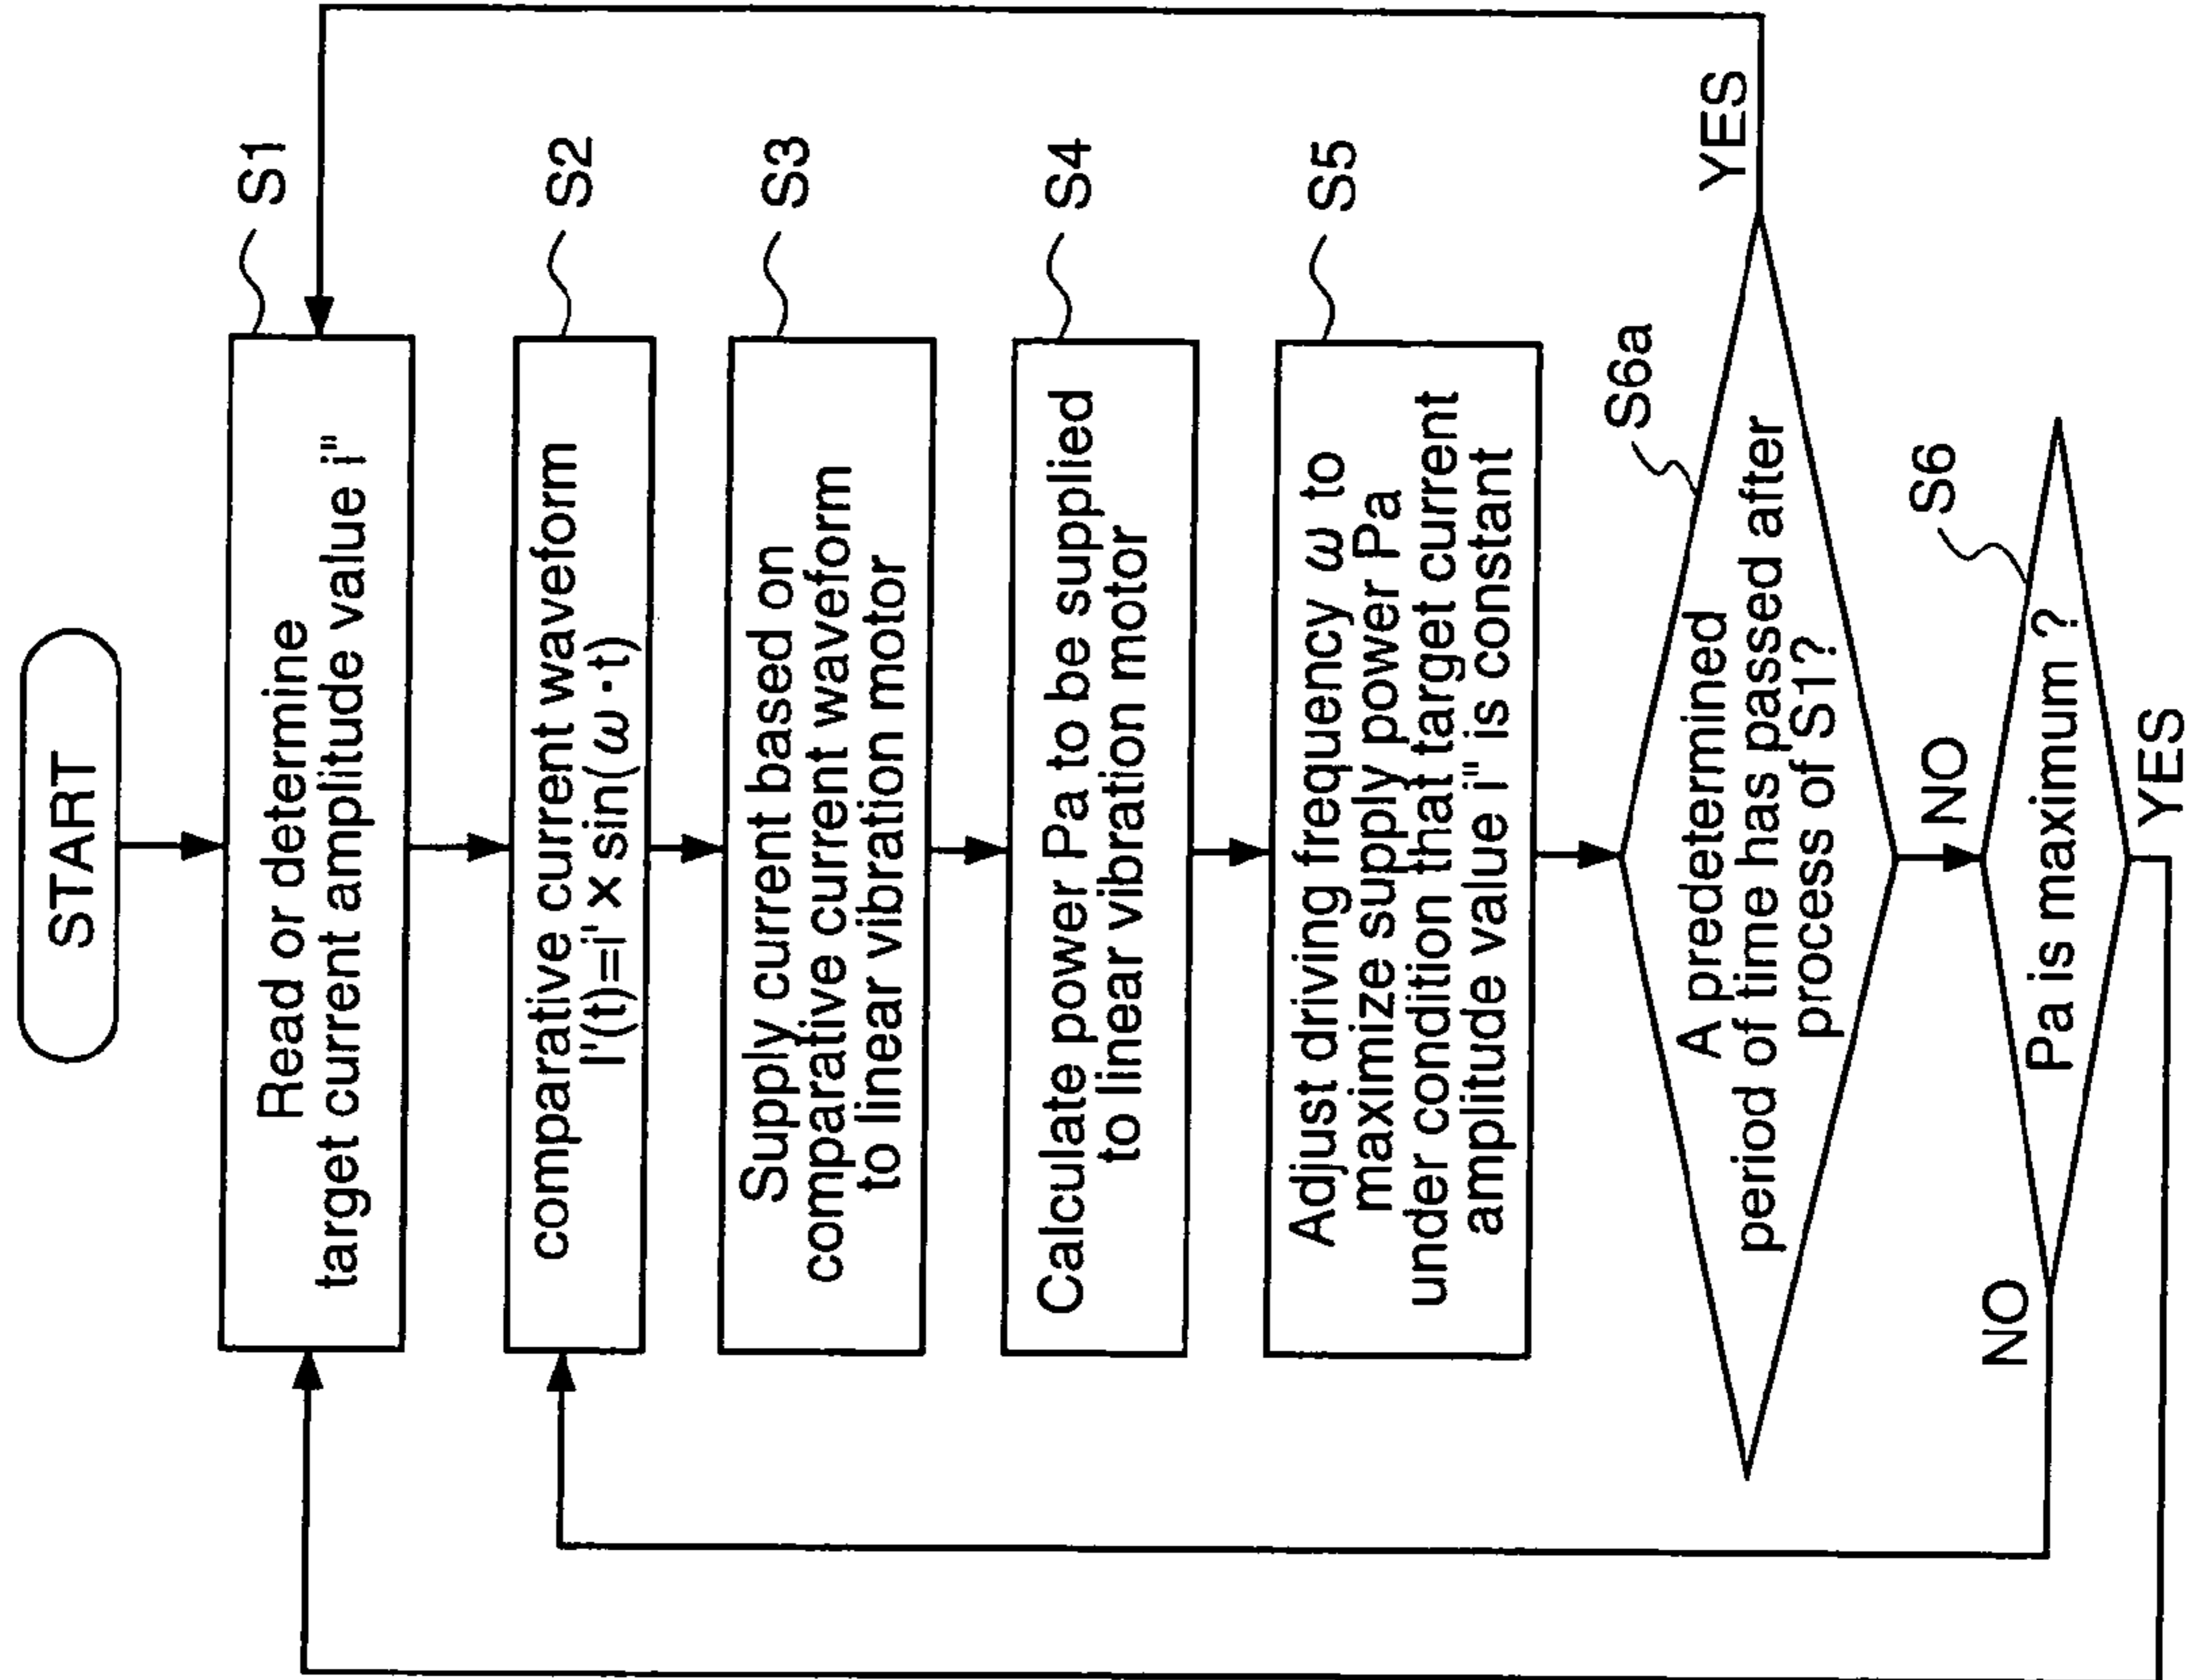 START
S1
Read or determine
target current amplitude value i"
S2
comparative current waveform
I'(t)=i' x sin(ω·t)
S3
Supply current based on
comparative current waveform
to linear vibration motor
S4
Calculate power Pa to be supplied
to linear vibration motor
S5
Adjust driving frequency ω to
maximize supply power Pa
under condition that target current
amplitude value i" is constant
S6a
A predetermined
period of time has passed after
process of S1?
YES
NO
S6
Pa is maximum ?
NO
YES